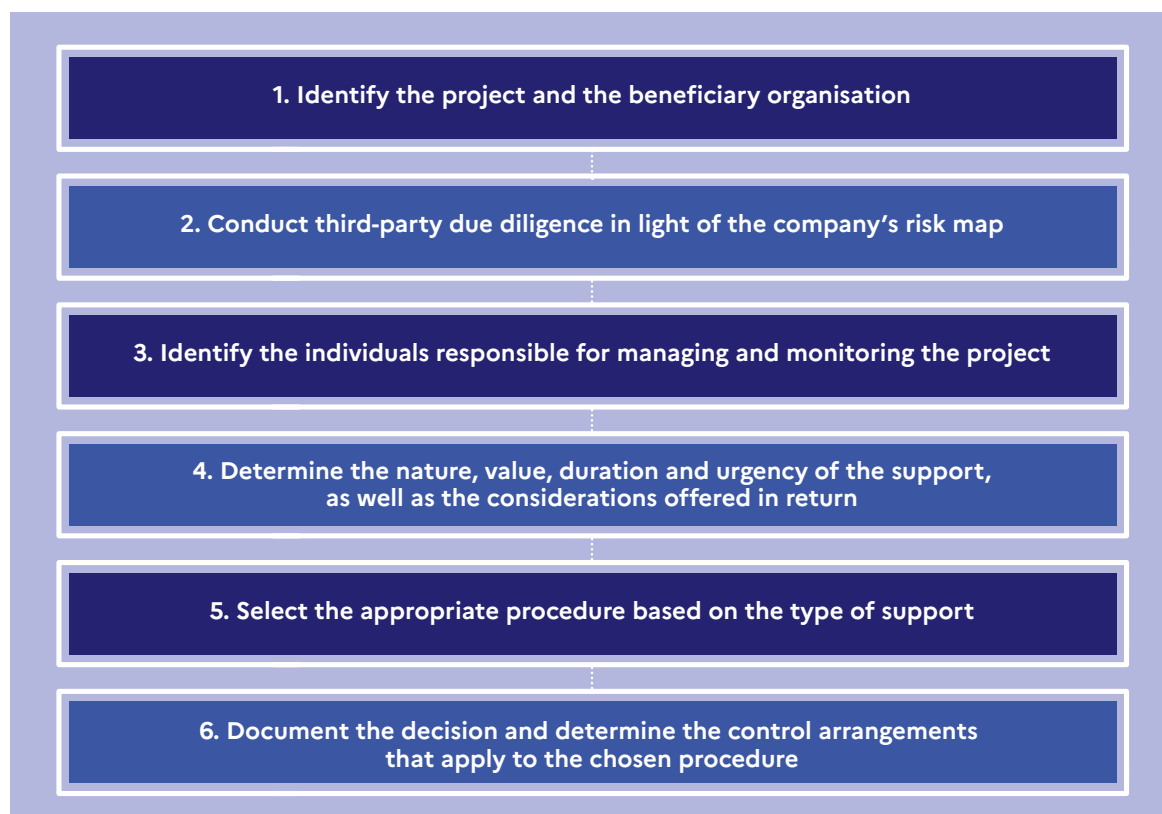 1. Identify the project and the beneficiary organisation
2. Conduct third-party due diligence in light of the company's risk map
3. Identify the individuals responsible for managing and monitoring the project
4. Determine the nature, value, duration and urgency of the support,
as well as the considerations offered in return
5. Select the appropriate procedure based on the type of support
6. Document the decision and determine the control arrangements
that apply to the chosen procedure